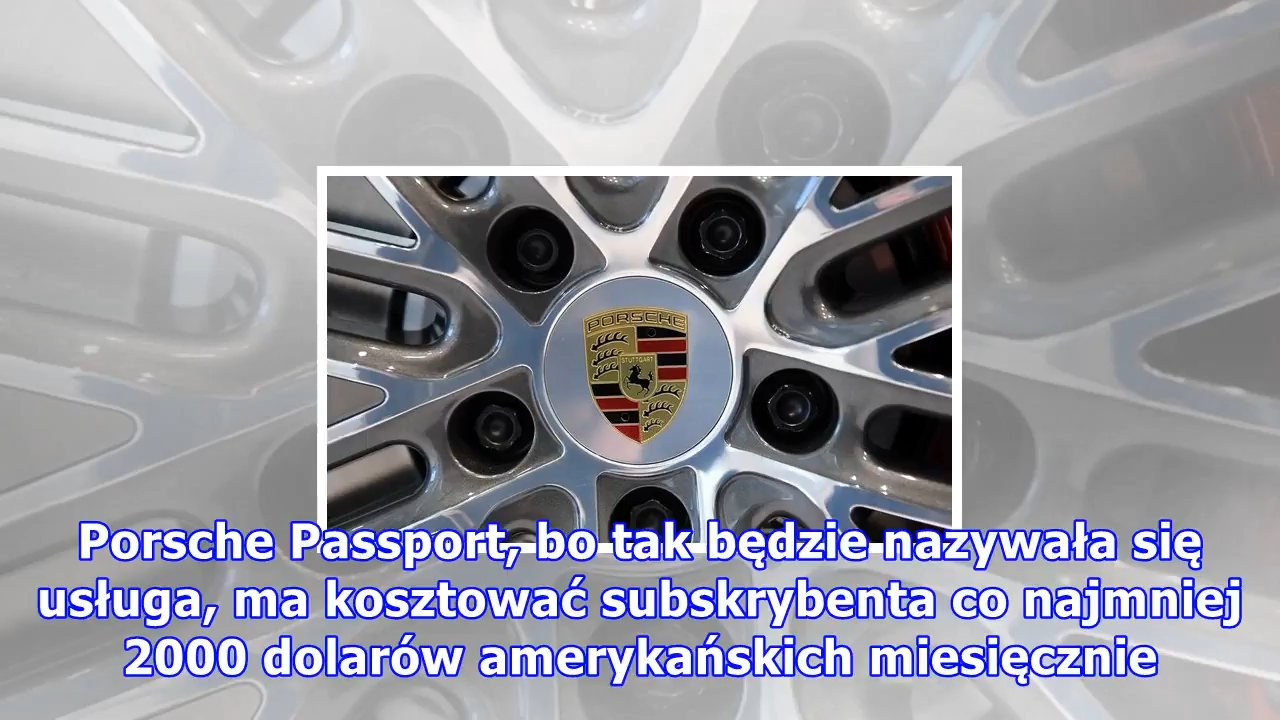 PORSCHE
STUTTGART
Porsche Passport, bo tak będzie nazywała się
usługa, ma kosztować subskrybenta co najmniej
2000 dolarów amerykańskich miesięcznie